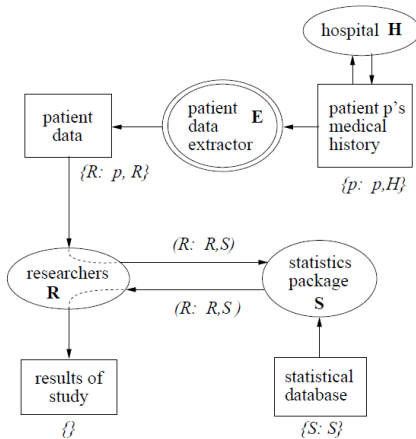 hospital H
patient
data
patient
data
extractor
E
patient p's
medical
history
{R: p, R}
{p: p,H}
(R: R,S)
researchers
R
statistics
package
S
(R: R,S )
results of
study
statistical
database
{}
{S: S}